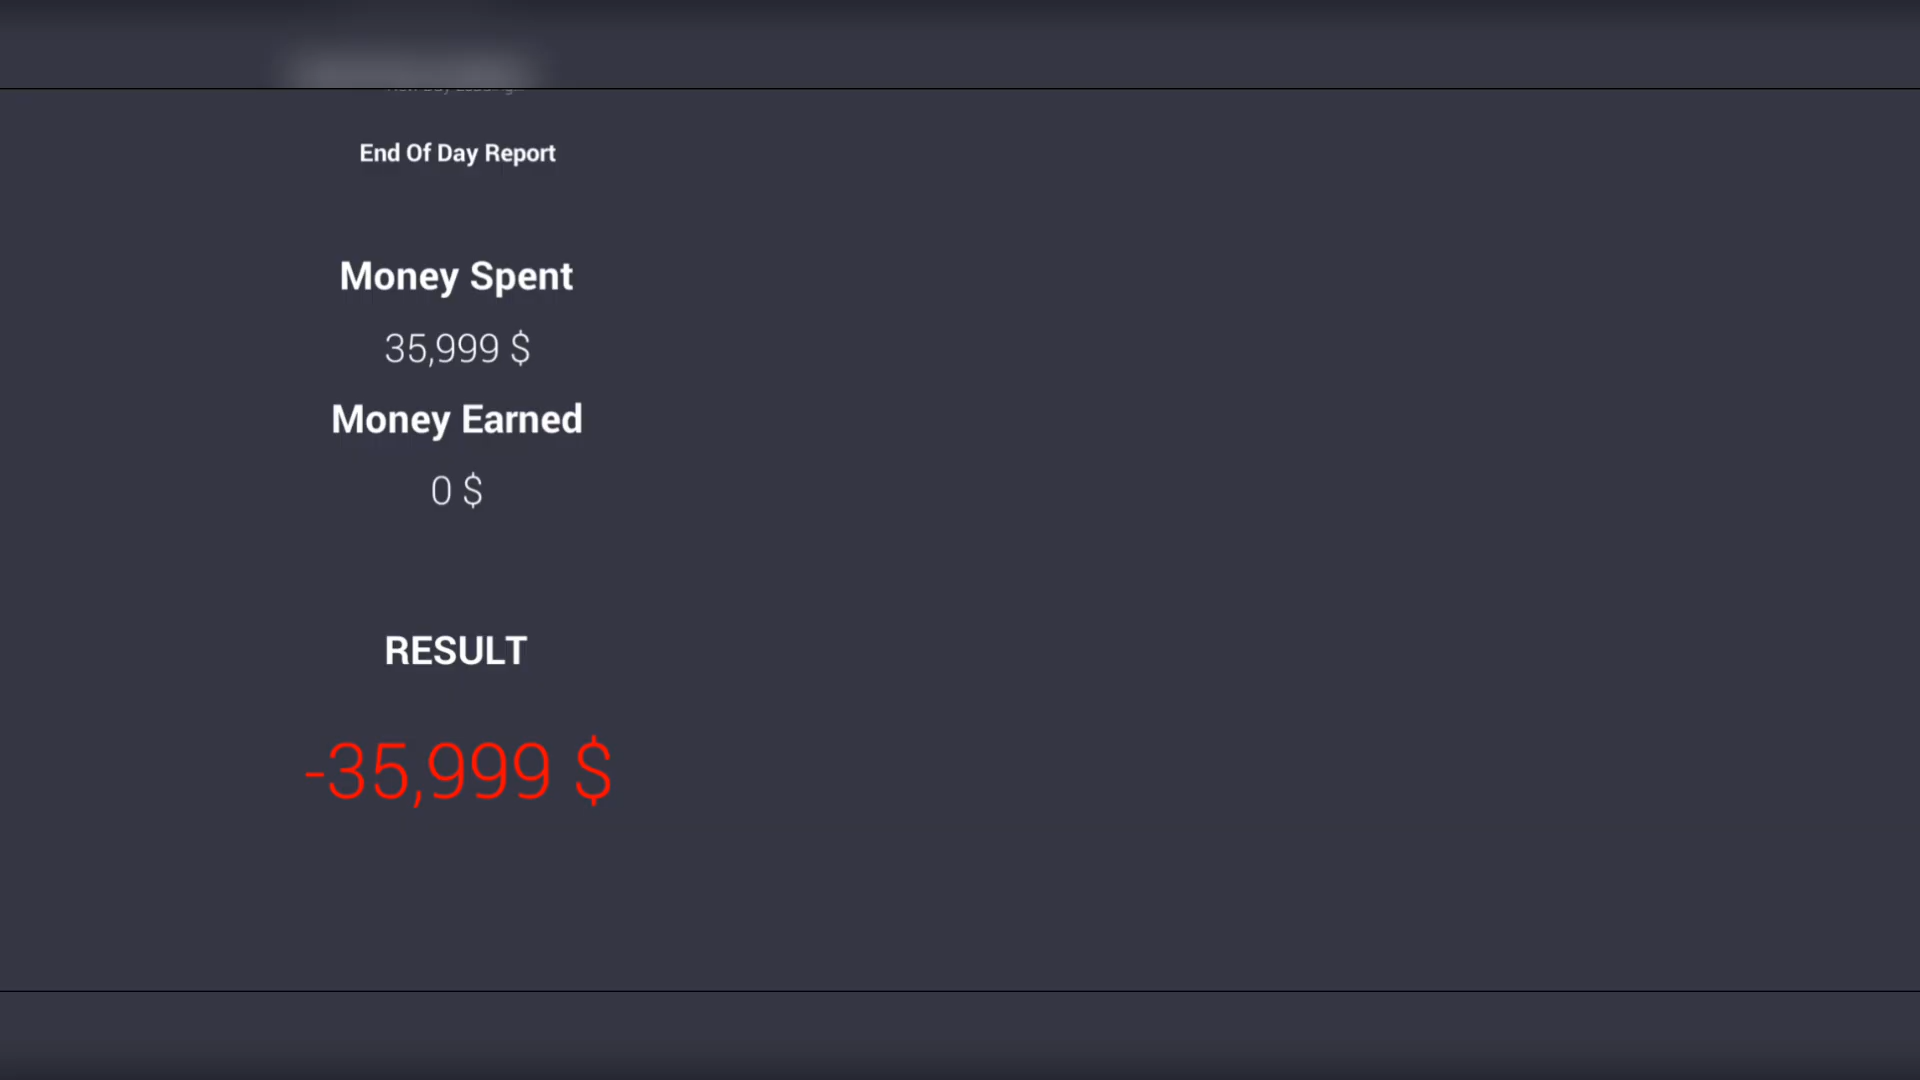 End Of Day Report
Money Spent
35,999 $
Money Earned
0 $
RESULT
-35,999 $